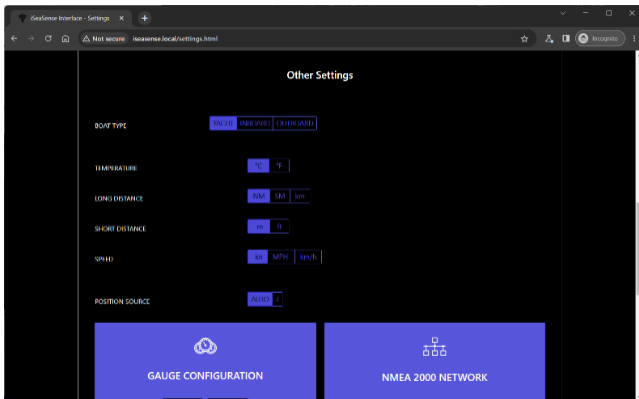 iSeaSense Interface - Settings
Not secure iseasense.local/settings.html Incognito
Other Settings
BOAT TYPE YACHT INBOARD OUTBOARD
TEMPERATURE °C °F
LONG DISTANCE NM SM km
SHORT DISTANCE m ft
SPEED kn MPH km/h
POSITION SOURCE AUTO
GAUGE CONFIGURATION NMEA 2000 NETWORK